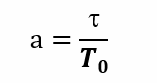 a = τ / T₀